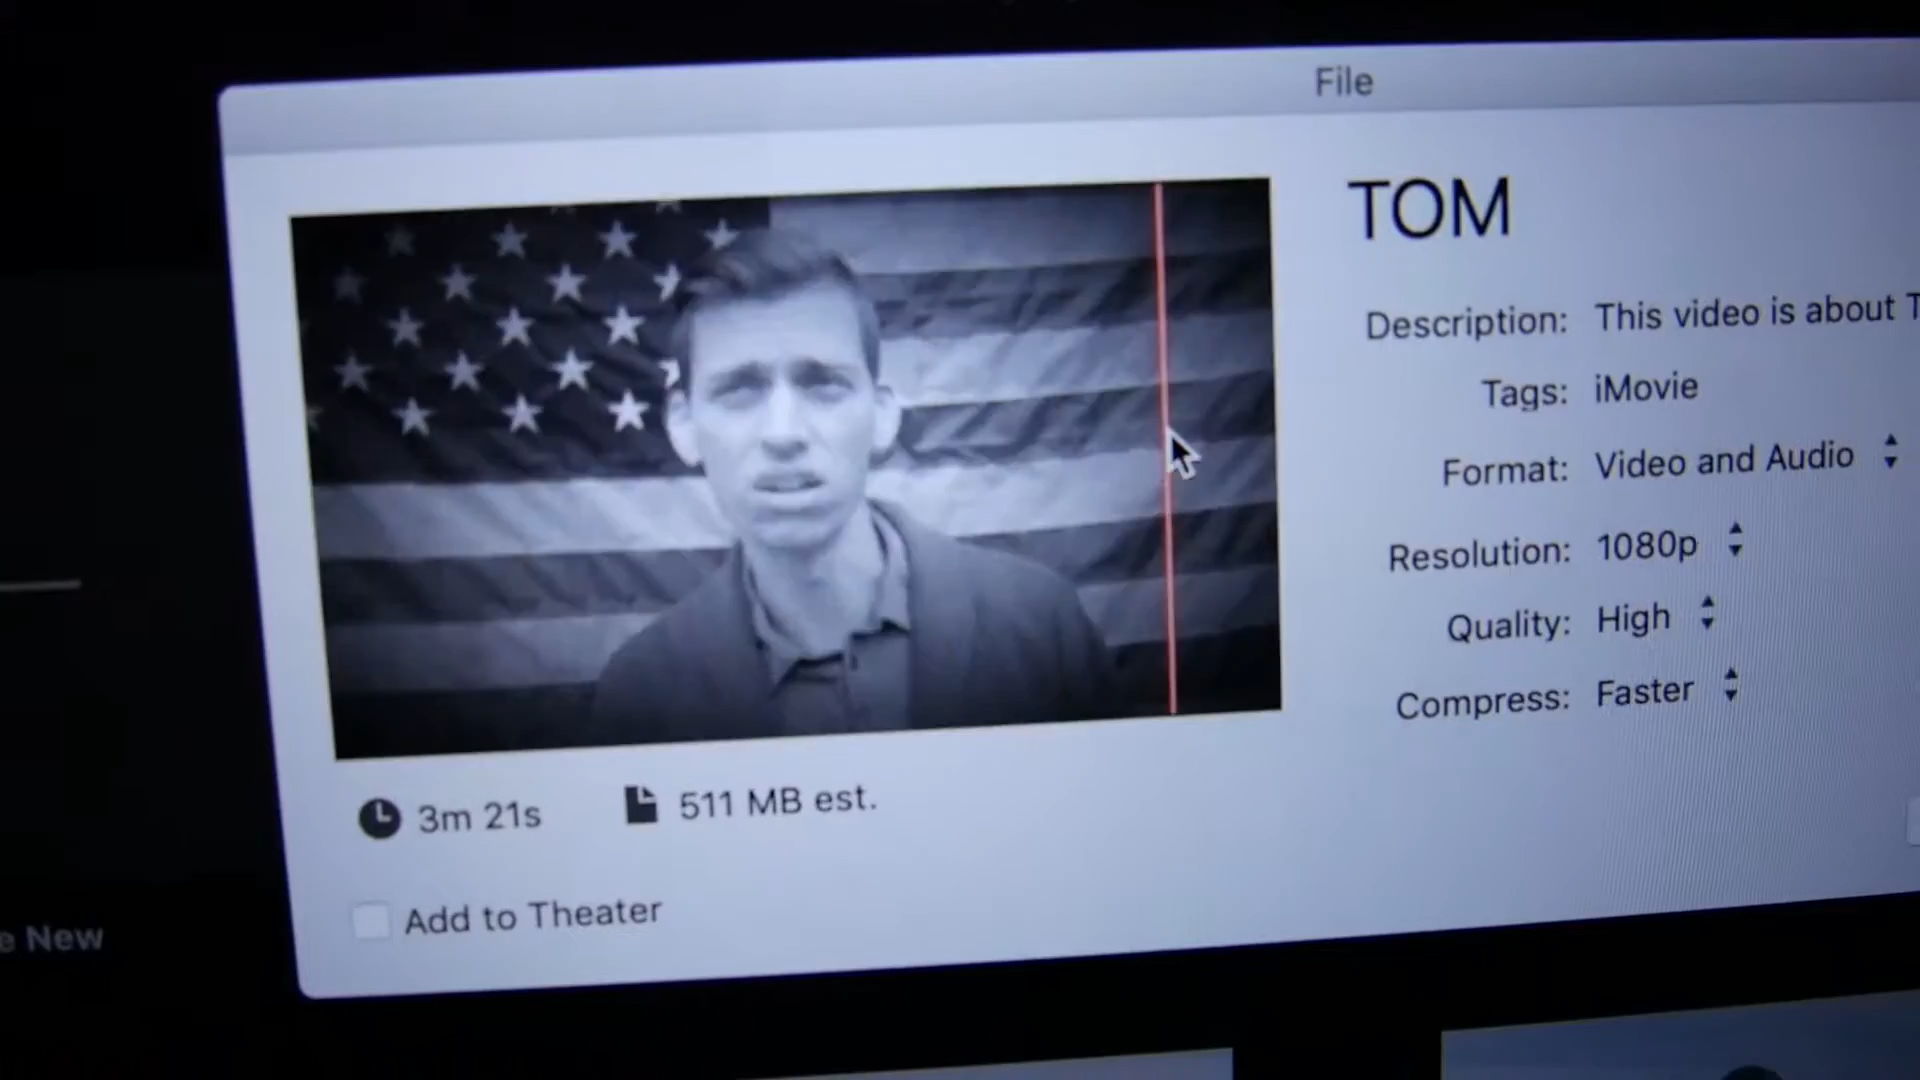 File
TOM
Description: This video is about T
Tags: iMovie
Format: Video and Audio
Resolution: 1080p
Quality: High
Compress: Faster
3m 21s
511 MB est.
Add to Theater
e New